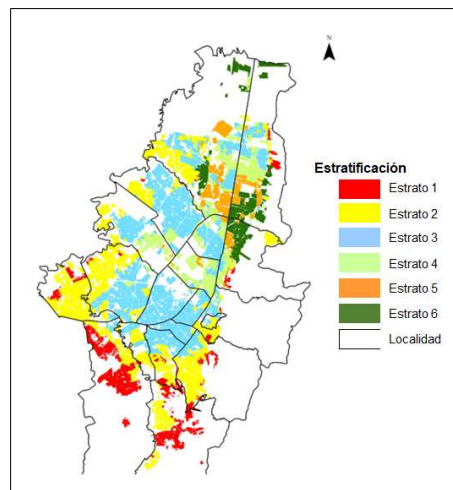 N
Estratificación
Estrato 1
Estrato 2
Estrato 3
Estrato 4
Estrato 5
Estrato 6
Localidad